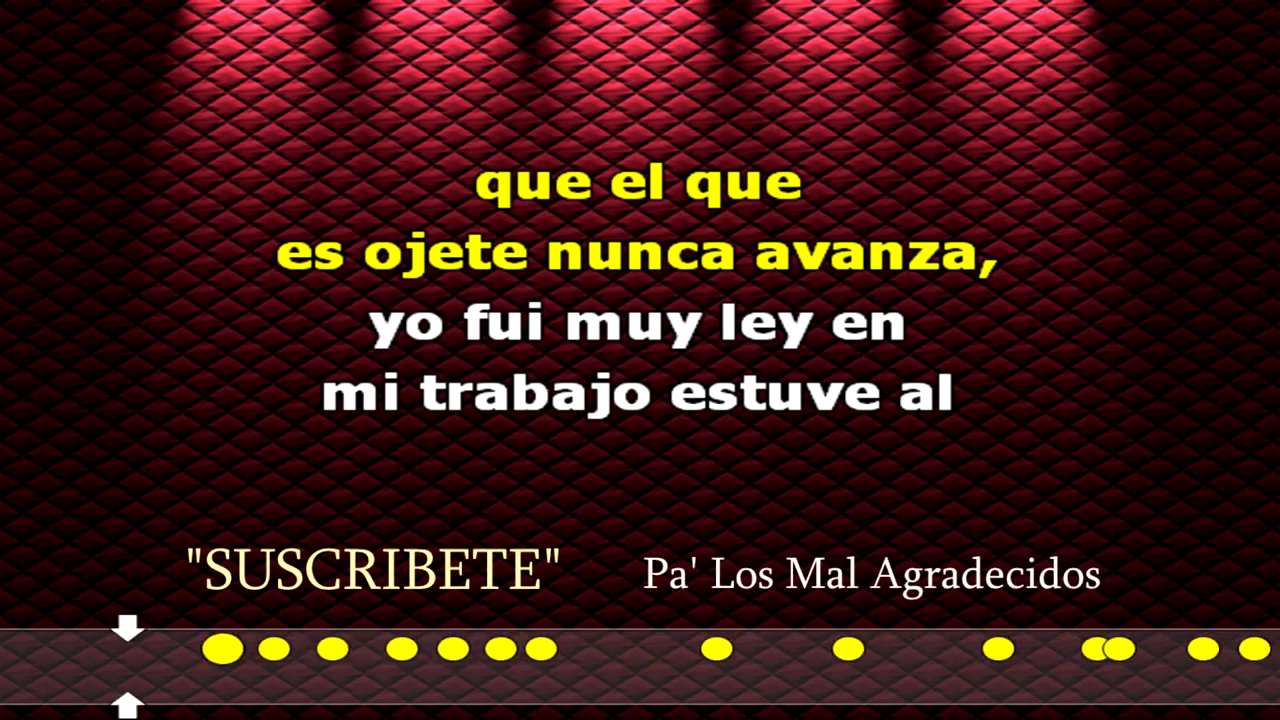 que el que
es ojete nunca avanza,
yo fui muy ley en
mi trabajo estuve al
"SUSCRIBETE" Pa' Los Mal Agradecidos